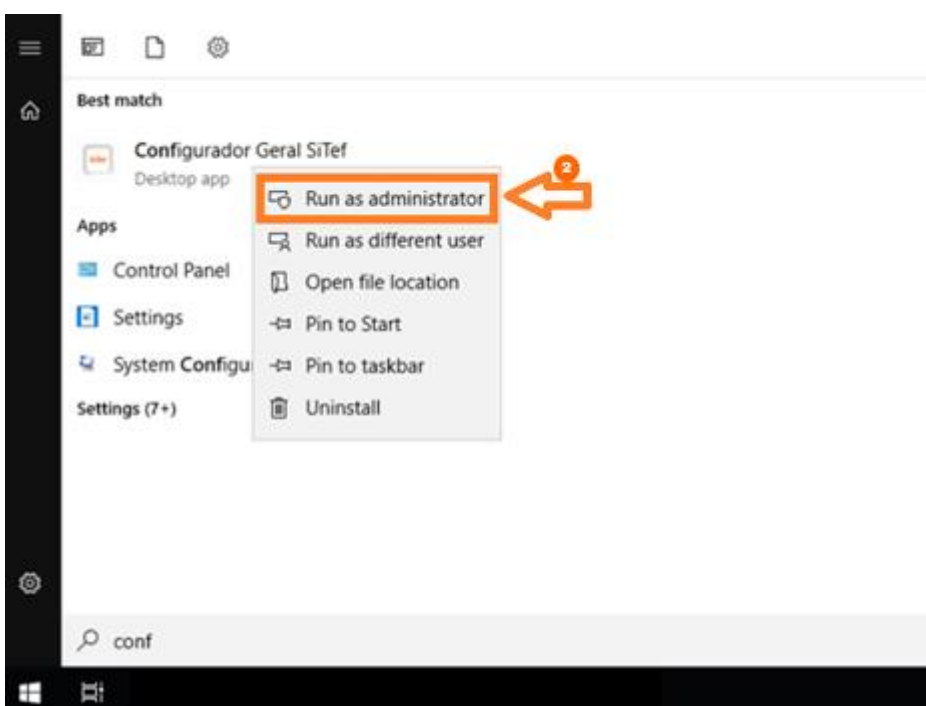 Best match
Configurador Geral SiTef
Desktop app
2
Run as administrator
Apps
Run as different user
Control Panel
Open file location
Settings
Pin to Start
System Configu
Pin to taskbar
Settings (7+)
Uninstall
conf